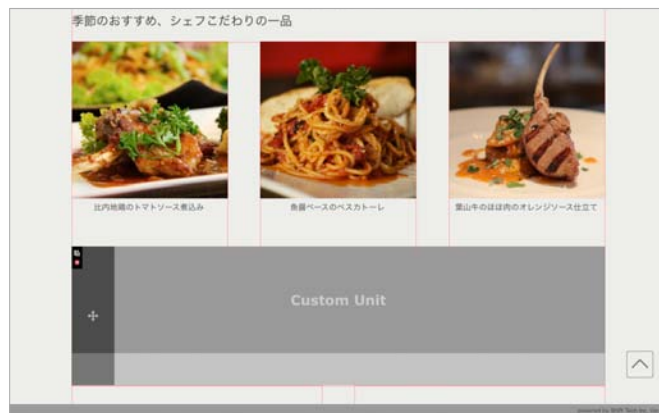 季節のおすすめ、シェフこだわりの一品
比内地鶏のトマトソース煮込み
魚醤ベースのペスカトーレ
葉山牛のほほ肉のオレンジソース仕立て
Custom Unit